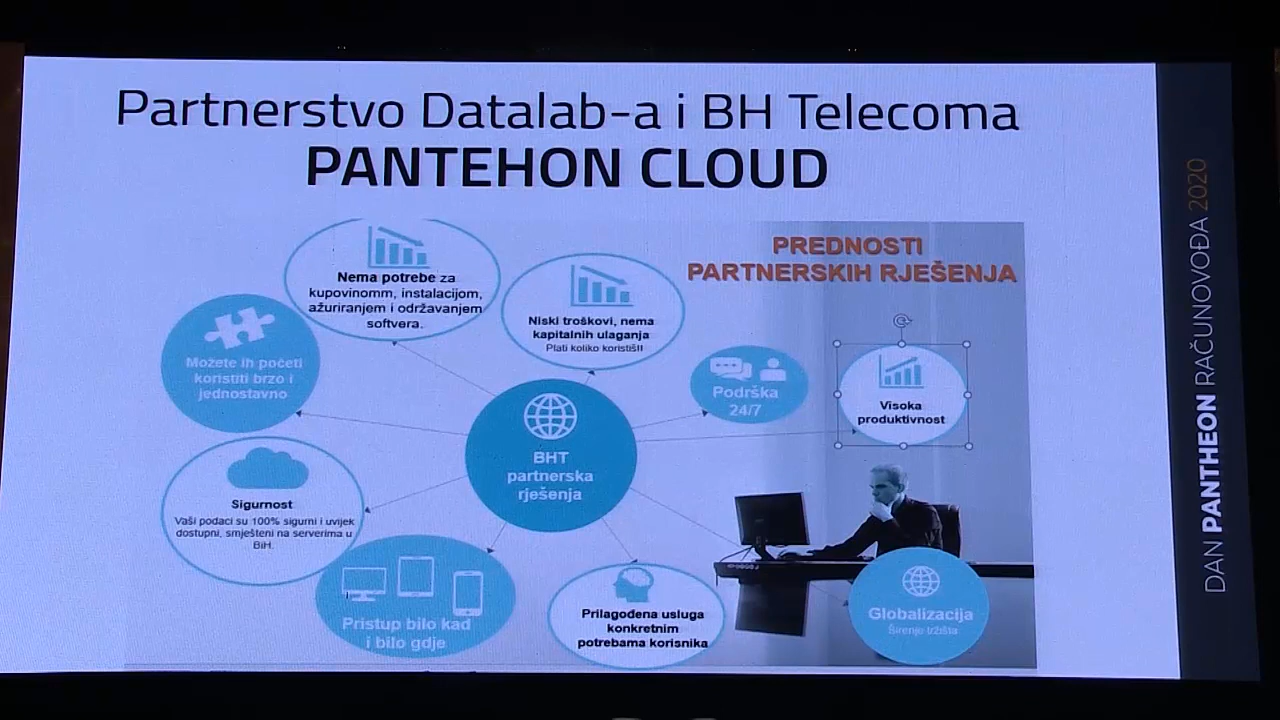 Partnerstvo Datalab-a i BH Telecoma
PANTEHON CLOUD
PREDNOSTI
PARTNERSKIH RJEŠENJA
Nema potrebe za
kupovinomm, instalacijom,
ažuriranjem i održavanjem
softvera.
Niski troškovi, nema
kapitalnih ulaganja
Plati koliko koristiš!!
Možete ih početi
koristiti brzo i
jednostavno
Podrška
24/7
Visoka
produktivnost
BHT
partnerska
rješenja
Sigurnost
Vaši podaci su 100% sigurni i uvijek
dostupni, smješteni na serverima u
BiH.
Pristup bilo kad
i bilo gdje
Prilagođena usluga
konkretnim
potrebama korisnika
Globalizacija
Širenje tržišta
DAN PANTHEON RAČUNOVOĐA 2020